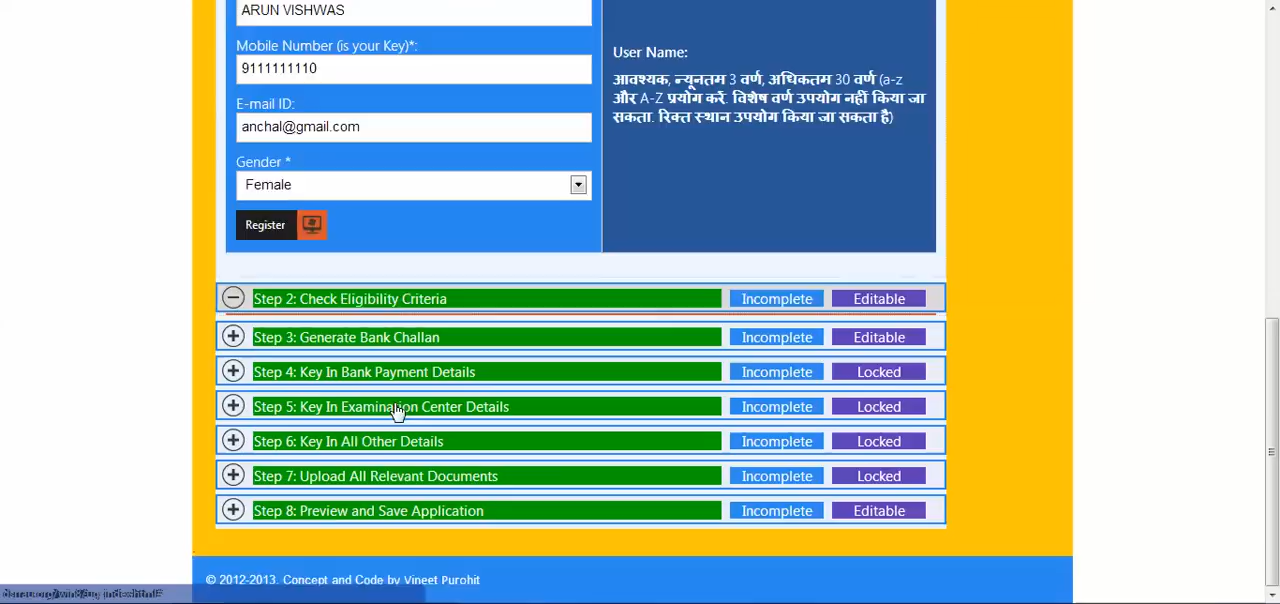 ARUN VISHWAS
Mobile Number (is your Key)*:
9111111110
E-mail ID:
anchal@gmail.com
Gender *
Female
Register
User Name:
आवश्यक, न्यूनतम 3 वर्ण, अधिकतम 30 वर्ण (a-z
और A-Z प्रयोग करें. विशेष वर्ण उपयोग नहीं किया जा
सकता. रिक्त स्थान उपयोग किया जा सकता है)
Step 2: Check Eligibility Criteria Incomplete Editable
Step 3: Generate Bank Challan Incomplete Editable
Step 4: Key In Bank Payment Details Incomplete Locked
Step 5: Key In Examination Center Details Incomplete Locked
Step 6: Key In All Other Details Incomplete Locked
Step 7: Upload All Relevant Documents Incomplete Locked
Step 8: Preview and Save Application Incomplete Editable
© 2012-2013. Concept and Code by Vineet Purohit